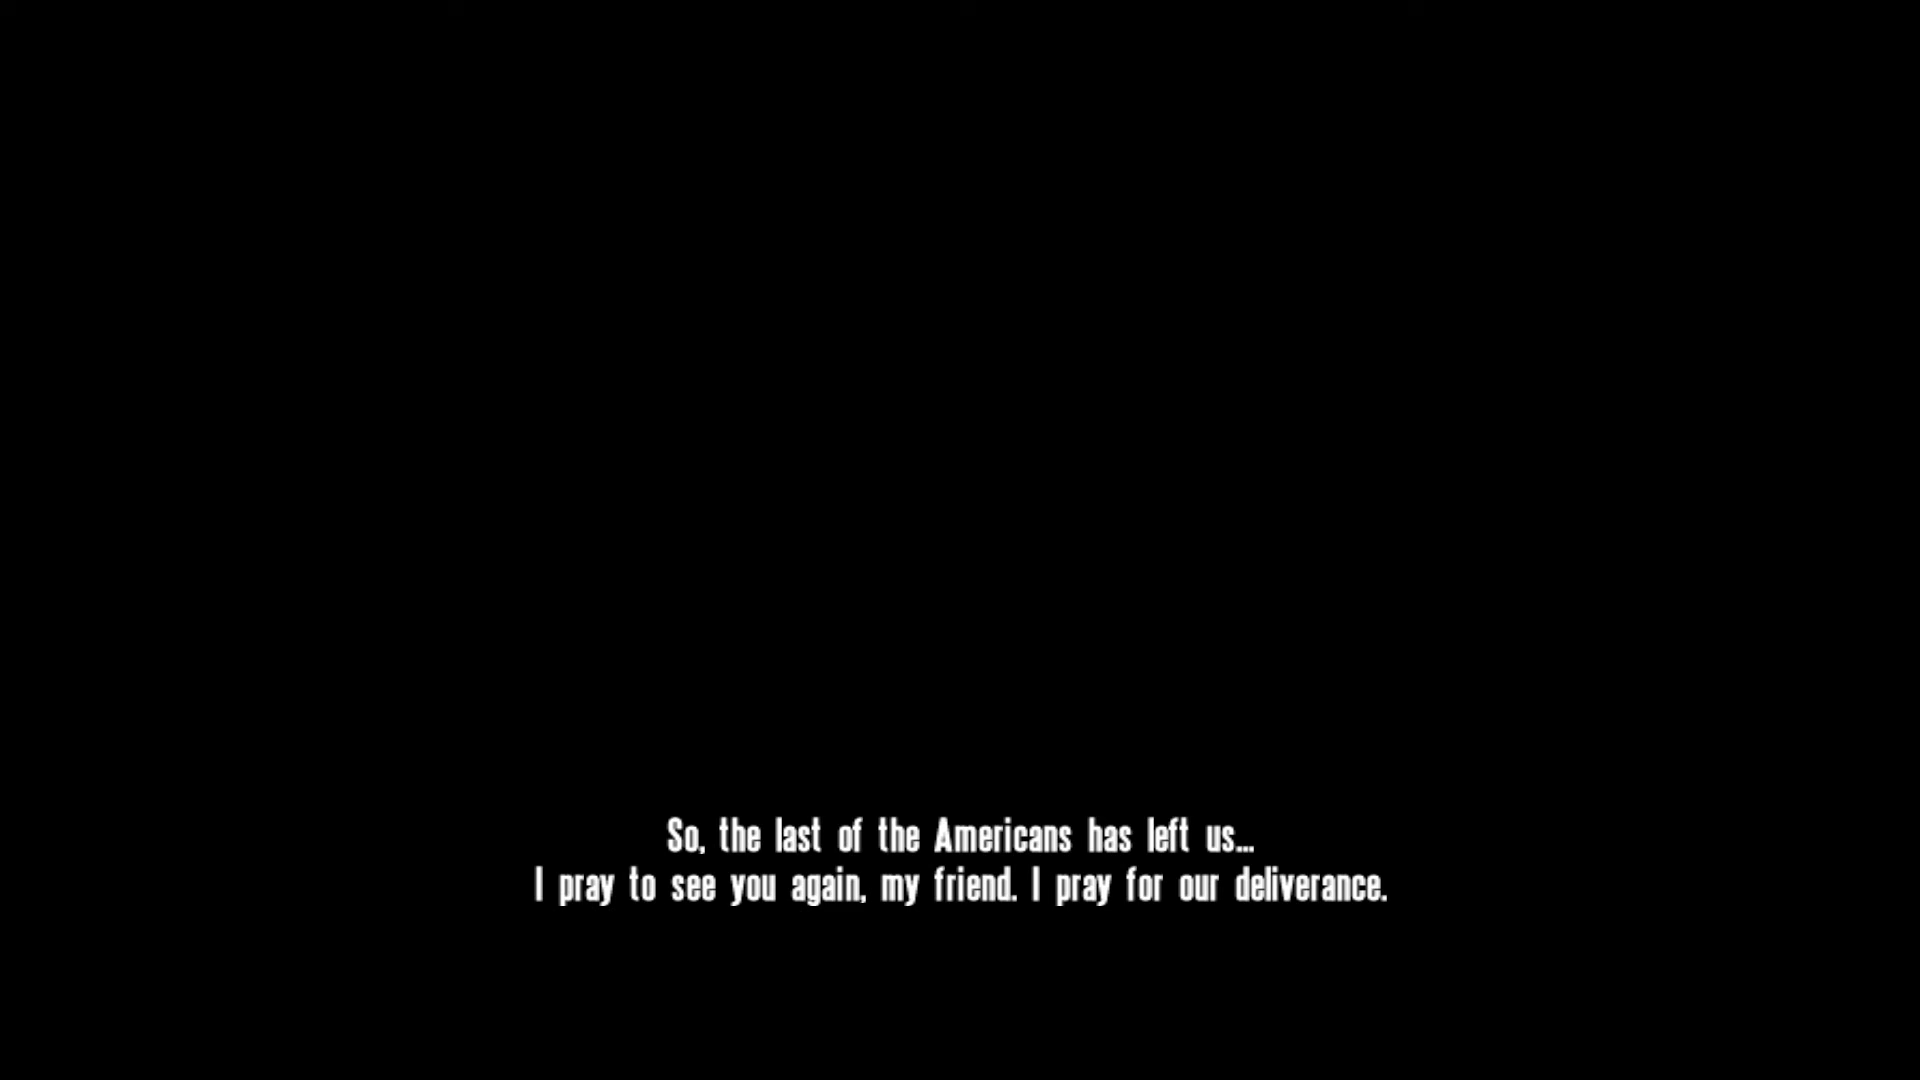 So, the last of the Americans has left us...
I pray to see you again, my friend. I pray for our deliverance.